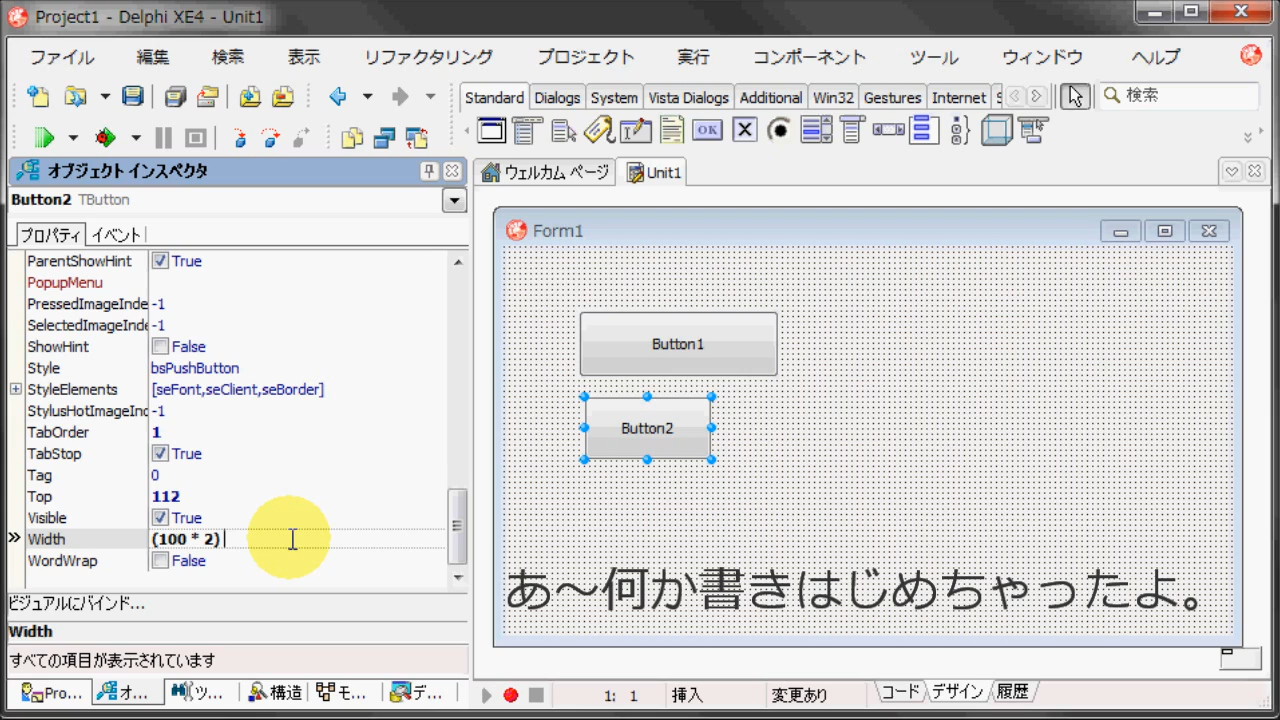 Project1 - Delphi XE4 - Unit1
ファイル 編集 検索 表示 リファクタリング プロジェクト 実行 コンポーネント ツール ウィンドウ ヘルプ
Standard Dialogs System Vista Dialogs Additional Win32 Gestures Internet 検索
OK
オブジェクト インスペクタ
ウェルカム ページ Unit1
Button2 TButton
プロパティ イベント
Form1
ParentShowHint True
PopupMenu
PressedImageInde -1
SelectedImageInd -1
ShowHint False
Style bsPushButton
StyleElements [seFont,seClient,seBorder]
StylusHotImageInd -1
TabOrder 1
TabStop True
Tag 0
Top 112
Visible True
Width (100 * 2)
WordWrap False
Button1
Button2
あ～何か書きはじめちゃったよ。
ビジュアルにバインド...
Width
すべての項目が表示されています
Pro... オ... ツ... 構造 モ... デ... 1: 1 挿入 変更あり コード デザイン 履歴